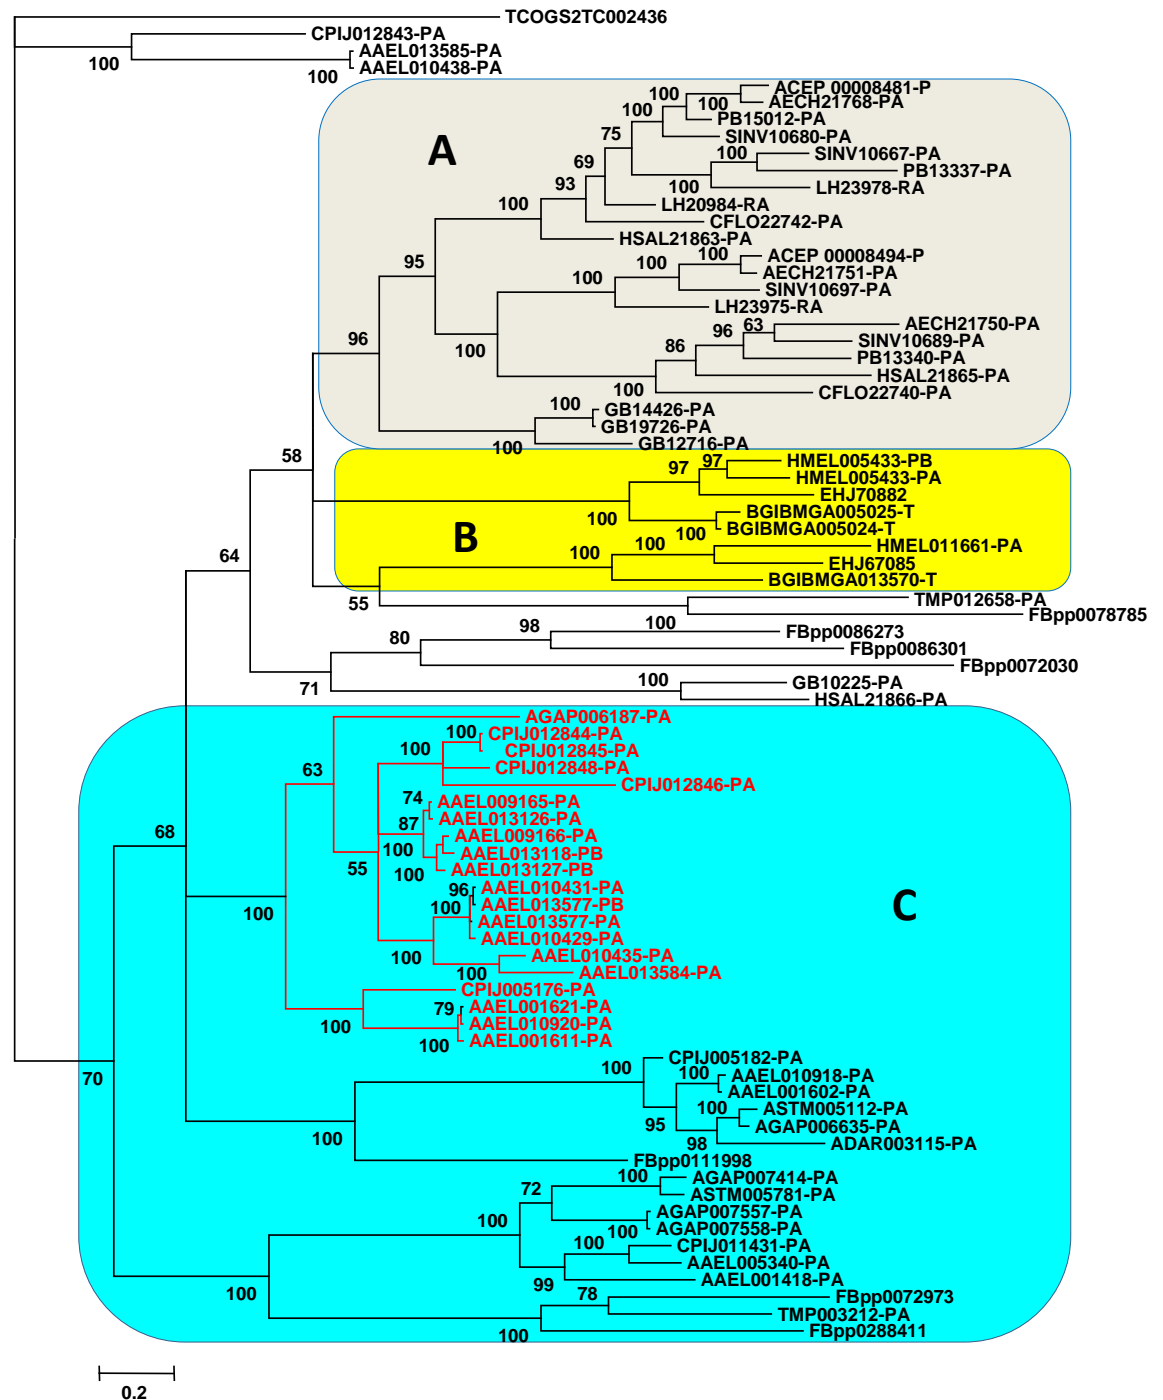 TCOGS2TC002436
CPIJ012843-PA
100
AAEL013585-PA
100
AAEL010438-PA
A
100
ACEP 00008481-P
100
AECH21768-PA
100
PB15012-PA
75
SINV10680-PA
100
SINV10667-PA
69
PB13337-PA
93
100
LH23978-RA
100
LH20984-RA
CFLO22742-PA
HSAL21863-PA
95
100
ACEP 00008494-P
100
AECH21751-PA
100
SINV10697-PA
LH23975-RA
96
63
AECH21750-PA
96
SINV10689-PA
86
PB13340-PA
100
HSAL21865-PA
100
CFLO22740-PA
100
GB14426-PA
GB19726-PA
100
GB12716-PA
58
97
HMEL005433-PB
97
HMEL005433-PA
EHJ70882
100
BGIBMGA005025-T
100
BGIBMGA005024-T
B
100
HMEL011661-PA
100
EHJ67085
64
BGIBMGA013570-T
55
TMP012658-PA
FBpp0078785
98
100
FBpp0086273
80
FBpp0086301
FBpp0072030
71
100
GB10225-PA
HSAL21866-PA
AGAP006187-PA
100
CPIJ012844-PA
100
CPIJ012845-PA
63
CPIJ012848-PA
CPIJ012846-PA
74
AAEL009165-PA
87
AAEL013126-PA
68
AAEL009166-PA
100
AAEL013118-PB
55
100
AAEL013127-PB
96
AAEL010431-PA
100
AAEL013577-PB
C
100
AAEL013577-PA
AAEL010429-PA
100
AAEL010435-PA
100
AAEL013584-PA
CPIJ005176-PA
79
AAEL001621-PA
100
AAEL010920-PA
100
AAEL001611-PA
100
CPIJ005182-PA
70
100
AAEL010918-PA
AAEL001602-PA
100
ASTM005112-PA
95
AGAP006635-PA
100
98
ADAR003115-PA
FBpp0111998
100
AGAP007414-PA
72
ASTM005781-PA
AGAP007557-PA
100
100
AGAP007558-PA
100
CPIJ011431-PA
AAEL005340-PA
99
AAEL001418-PA
100
78
FBpp0072973
TMP003212-PA
100
FBpp0288411
0.2